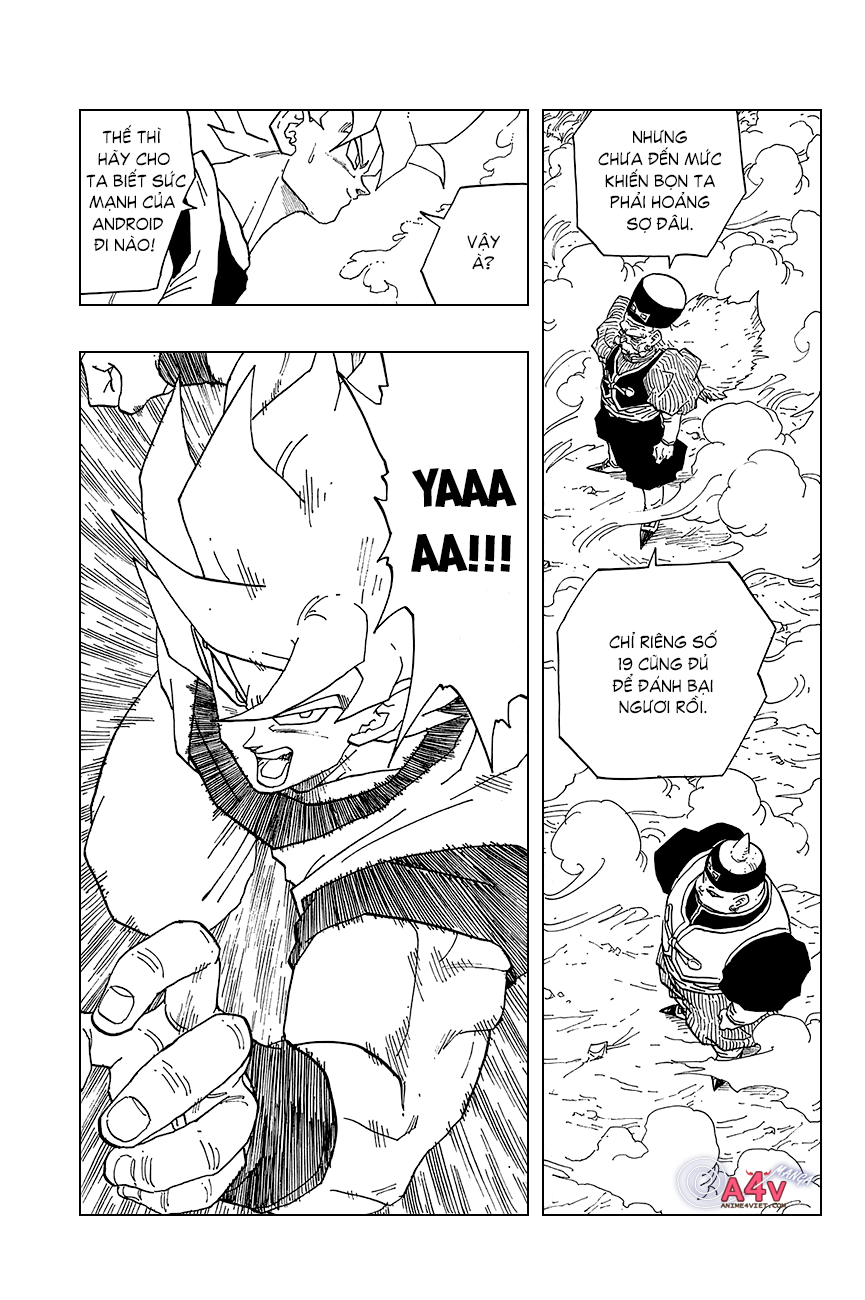 NHƯNG
CHƯA ĐẾN MỨC
KHIẾN BỌN TA
PHẢI HOẢNG
SỢ ĐÂU.
CHỈ RIÊNG SỐ
19 CŨNG ĐỦ
ĐỂ ĐÁNH BẠI
NGƯƠI RỒI.
VẬY
À?
THẾ THÌ
HÃY CHO
TA BIẾT SỨC
MẠNH CỦA
ANDROID
ĐI NÀO!
YAAA
AA!!!
MANGA
A4V
ANIME4VIET.COM